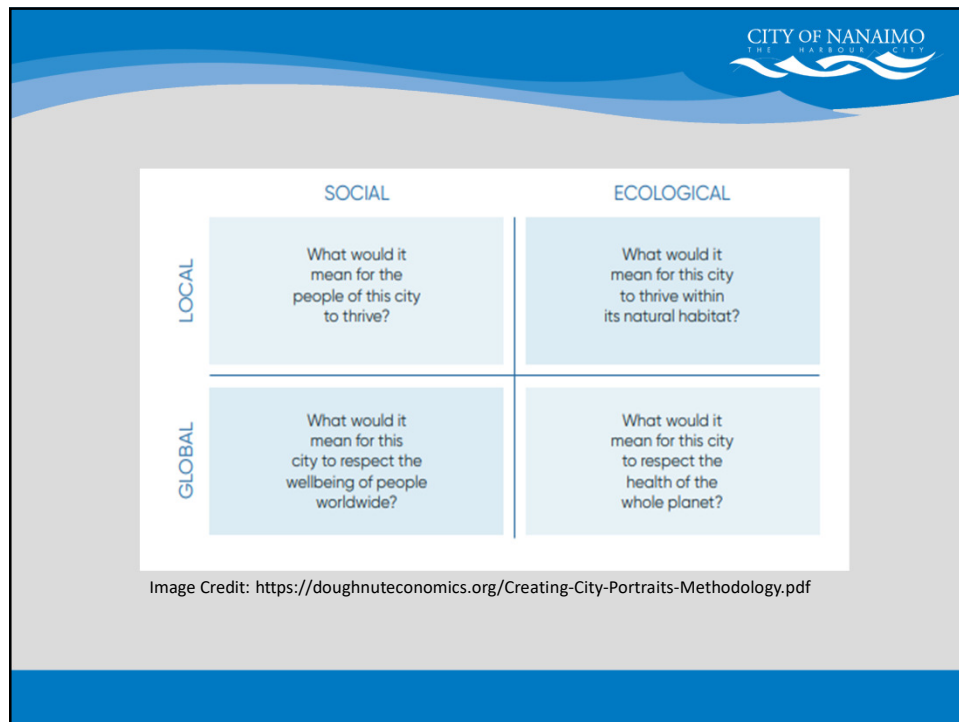 CITY OF NANAIMO
THE HARBOUR CITY
SOCIAL
ECOLOGICAL
LOCAL
What would it
mean for the
people of this city
to thrive?
What would it
mean for this city
to thrive within
its natural habitat?
GLOBAL
What would it
mean for this
city to respect the
wellbeing of people
worldwide?
What would it
mean for this city
to respect the
health of the
whole planet?
Image Credit: https://doughnuteconomics.org/Creating-City-Portraits-Methodology.pdf